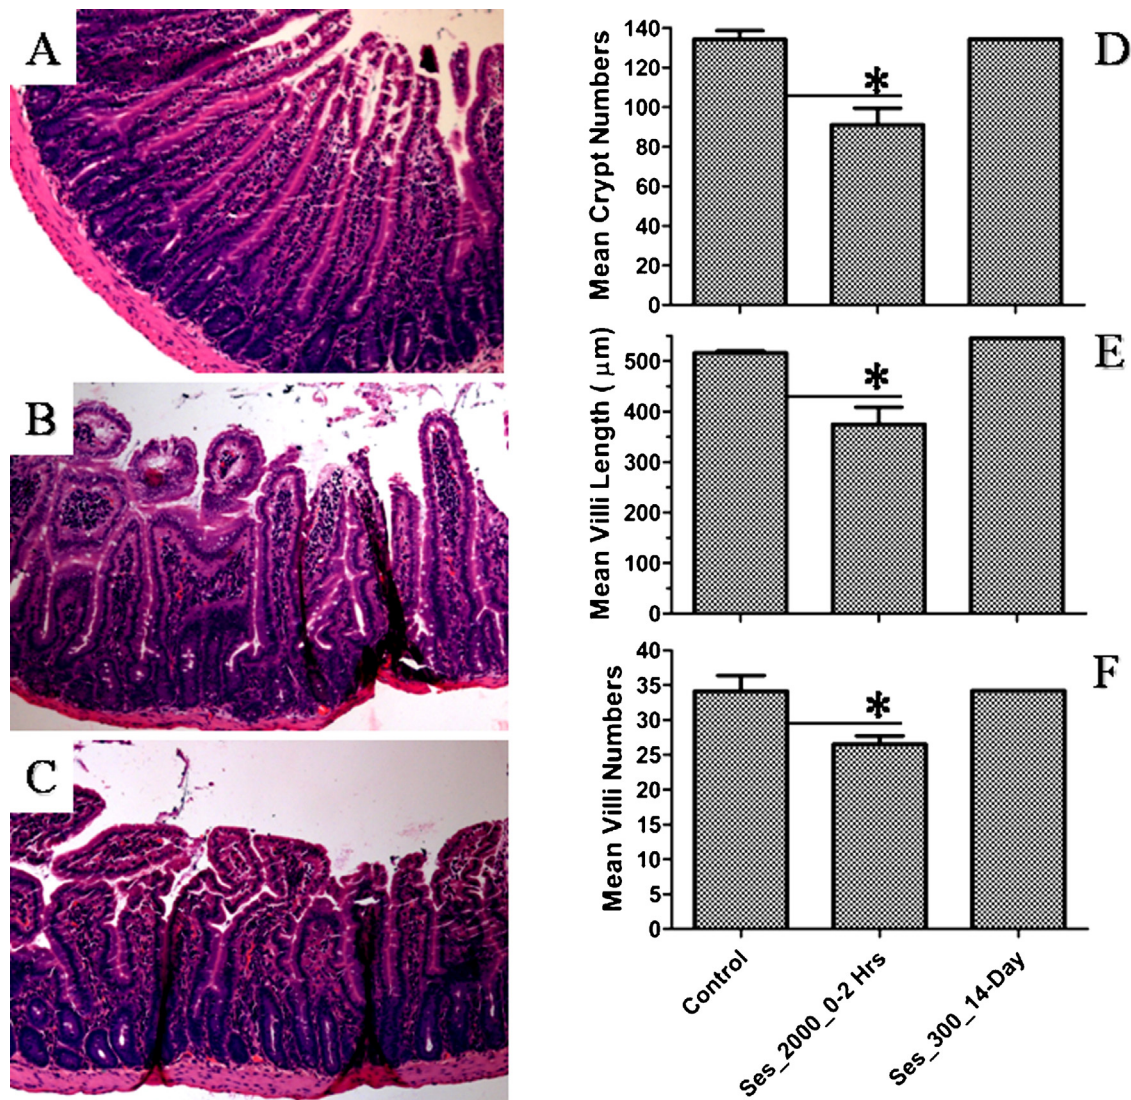 A
B
C
D
Mean Crypt Numbers
140
120
100
80
60
40
20
0
*
E
Mean Villi Length ( μm)
500
400
300
200
100
0
*
F
Mean Villi Numbers
40
35
30
25
20
15
10
5
0
*
Control
Ses_2000_0-2 Hrs
Ses_300_14-Day